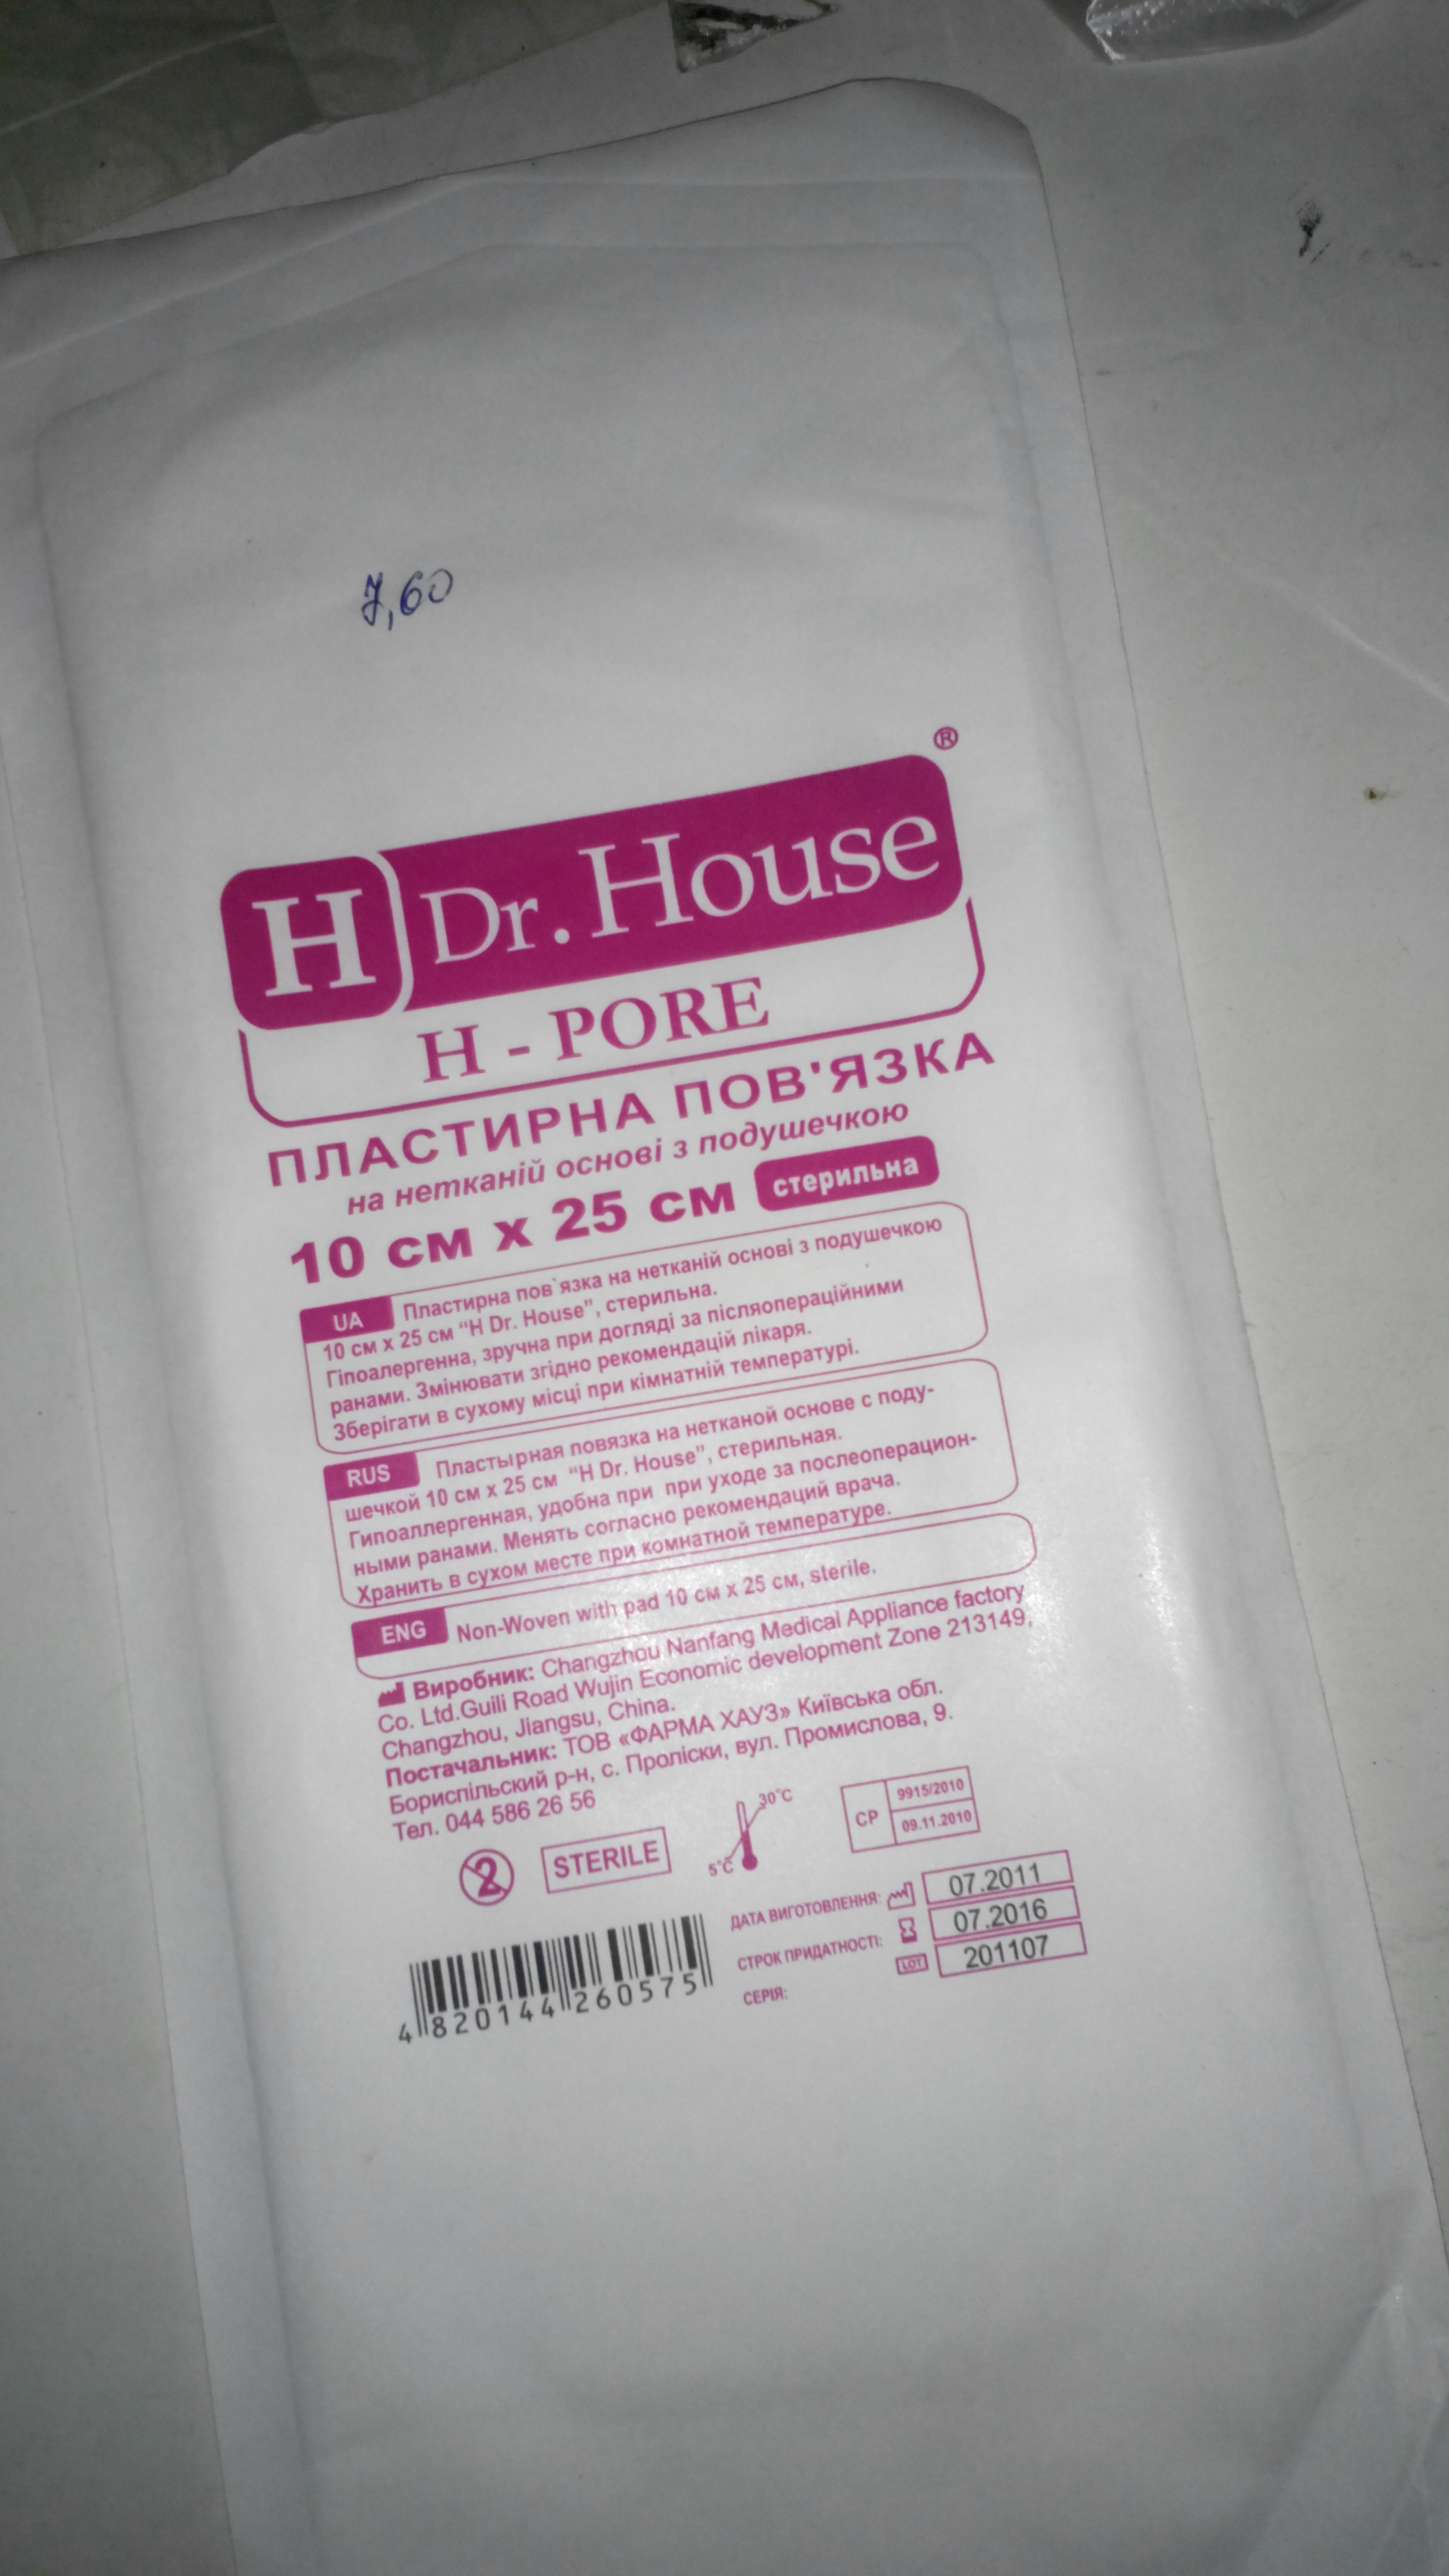 7,60
®
H Dr. House
H - PORE
ПЛАСТИРНА ПОВ'ЯЗКА
на нетканій основі з подушечкою
10 см х 25 см стерильна
UA Пластирна пов`язка на нетканій основі з подушечкою
10 см х 25 см “H Dr. House”, стерильна.
Гіпоалергенна, зручна при догляді за післяопераційними
ранами. Змінювати згідно рекомендацій лікаря.
Зберігати в сухому місці при кімнатній температурі.
RUS Пластырная повязка на нетканой основе с поду-
шечкой 10 см х 25 см “H Dr. House”, стерильная.
Гипоаллергенная, удобна при при уходе за послеоперацион-
ными ранами. Менять согласно рекомендаций врача.
Хранить в сухом месте при комнатной температуре.
ENG Non-Woven with pad 10 см х 25 см, sterile.
Виробник: Changzhou Nanfang Medical Appliance factory
Co. Ltd.Guili Road Wujin Economic development Zone 213149,
Changzhou, Jiangsu, China.
Постачальник: ТОВ «ФАРМА ХАУЗ» Київська обл.
Бориспільский р-н, с. Проліски, вул. Промислова, 9.
Тел. 044 586 26 56
2 STERILE 5°C 30°C СР 9915/2010
09.11.2010
ДАТА ВИГОТОВЛЕННЯ: 07.2011
СТРОК ПРИДАТНОСТІ: 07.2016
СЕРІЯ: LOT 201107
4 820144 260575